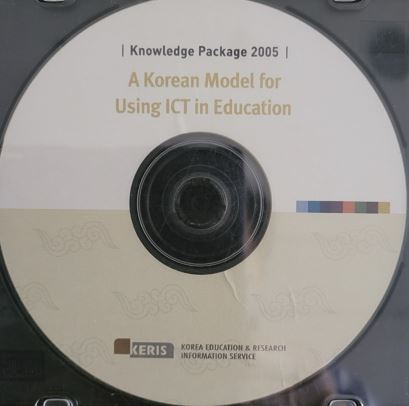 | Knowledge Package 2005 |
A Korean Model for
Using ICT in Education
KERIS
KOREA EDUCATION & RESEARCH
INFORMATION SERVICE